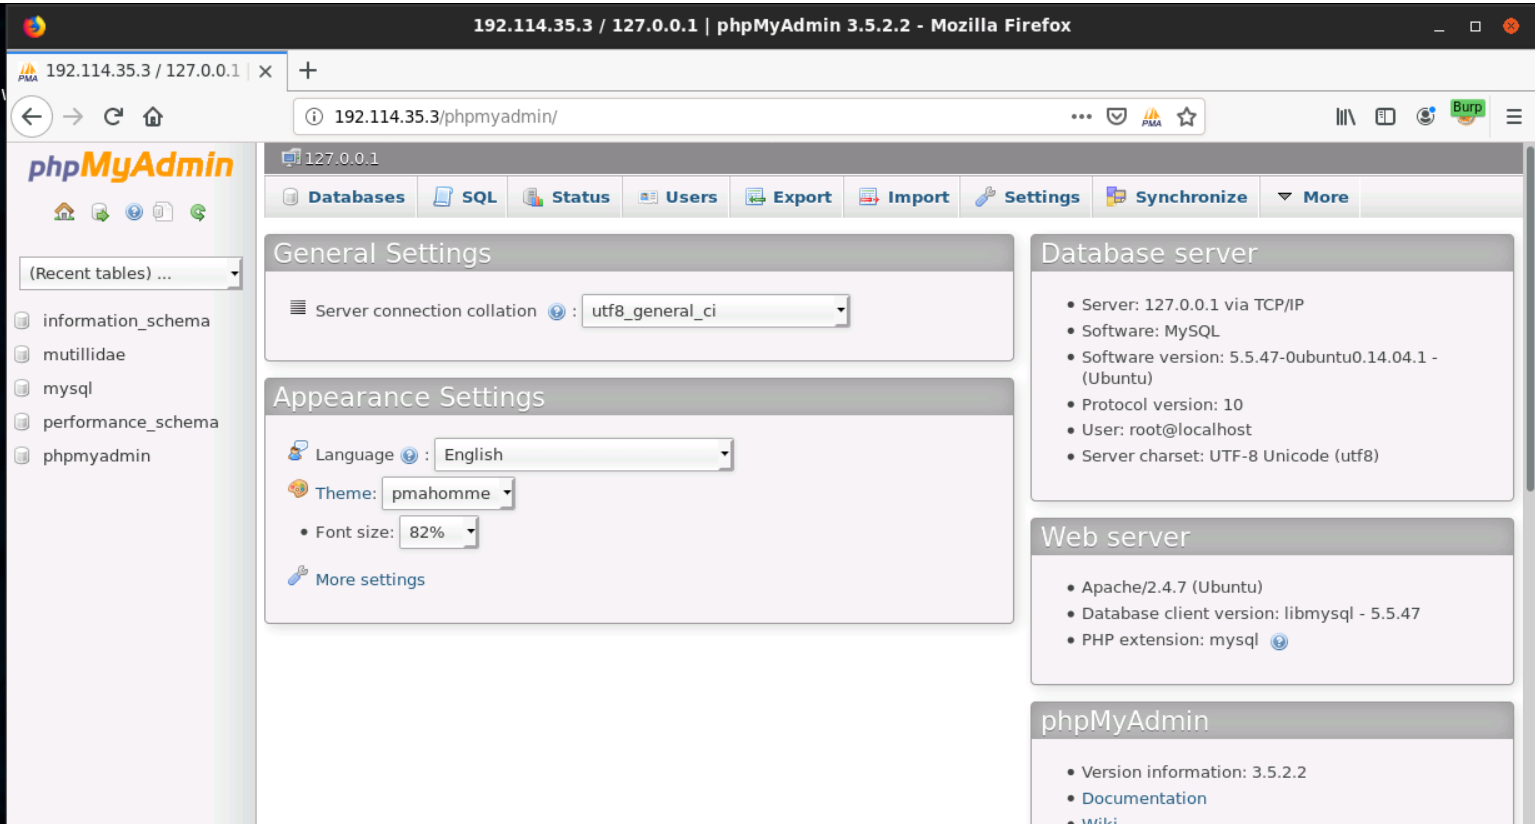 192.114.35.3 / 127.0.0.1 | phpMyAdmin 3.5.2.2 - Mozilla Firefox
192.114.35.3 / 127.0.0.1
192.114.35.3/phpmyadmin/
Burp
phpMyAdmin
127.0.0.1
Databases SQL Status Users Export Import Settings Synchronize More
(Recent tables) ...
information_schema
mutillidae
mysql
performance_schema
phpmyadmin
General Settings
Server connection collation : utf8_general_ci
Appearance Settings
Language : English
Theme: pmahomme
• Font size: 82%
More settings
Database server
• Server: 127.0.0.1 via TCP/IP
• Software: MySQL
• Software version: 5.5.47-0ubuntu0.14.04.1 -
(Ubuntu)
• Protocol version: 10
• User: root@localhost
• Server charset: UTF-8 Unicode (utf8)
Web server
• Apache/2.4.7 (Ubuntu)
• Database client version: libmysql - 5.5.47
• PHP extension: mysql
phpMyAdmin
• Version information: 3.5.2.2
• Documentation
• Wiki